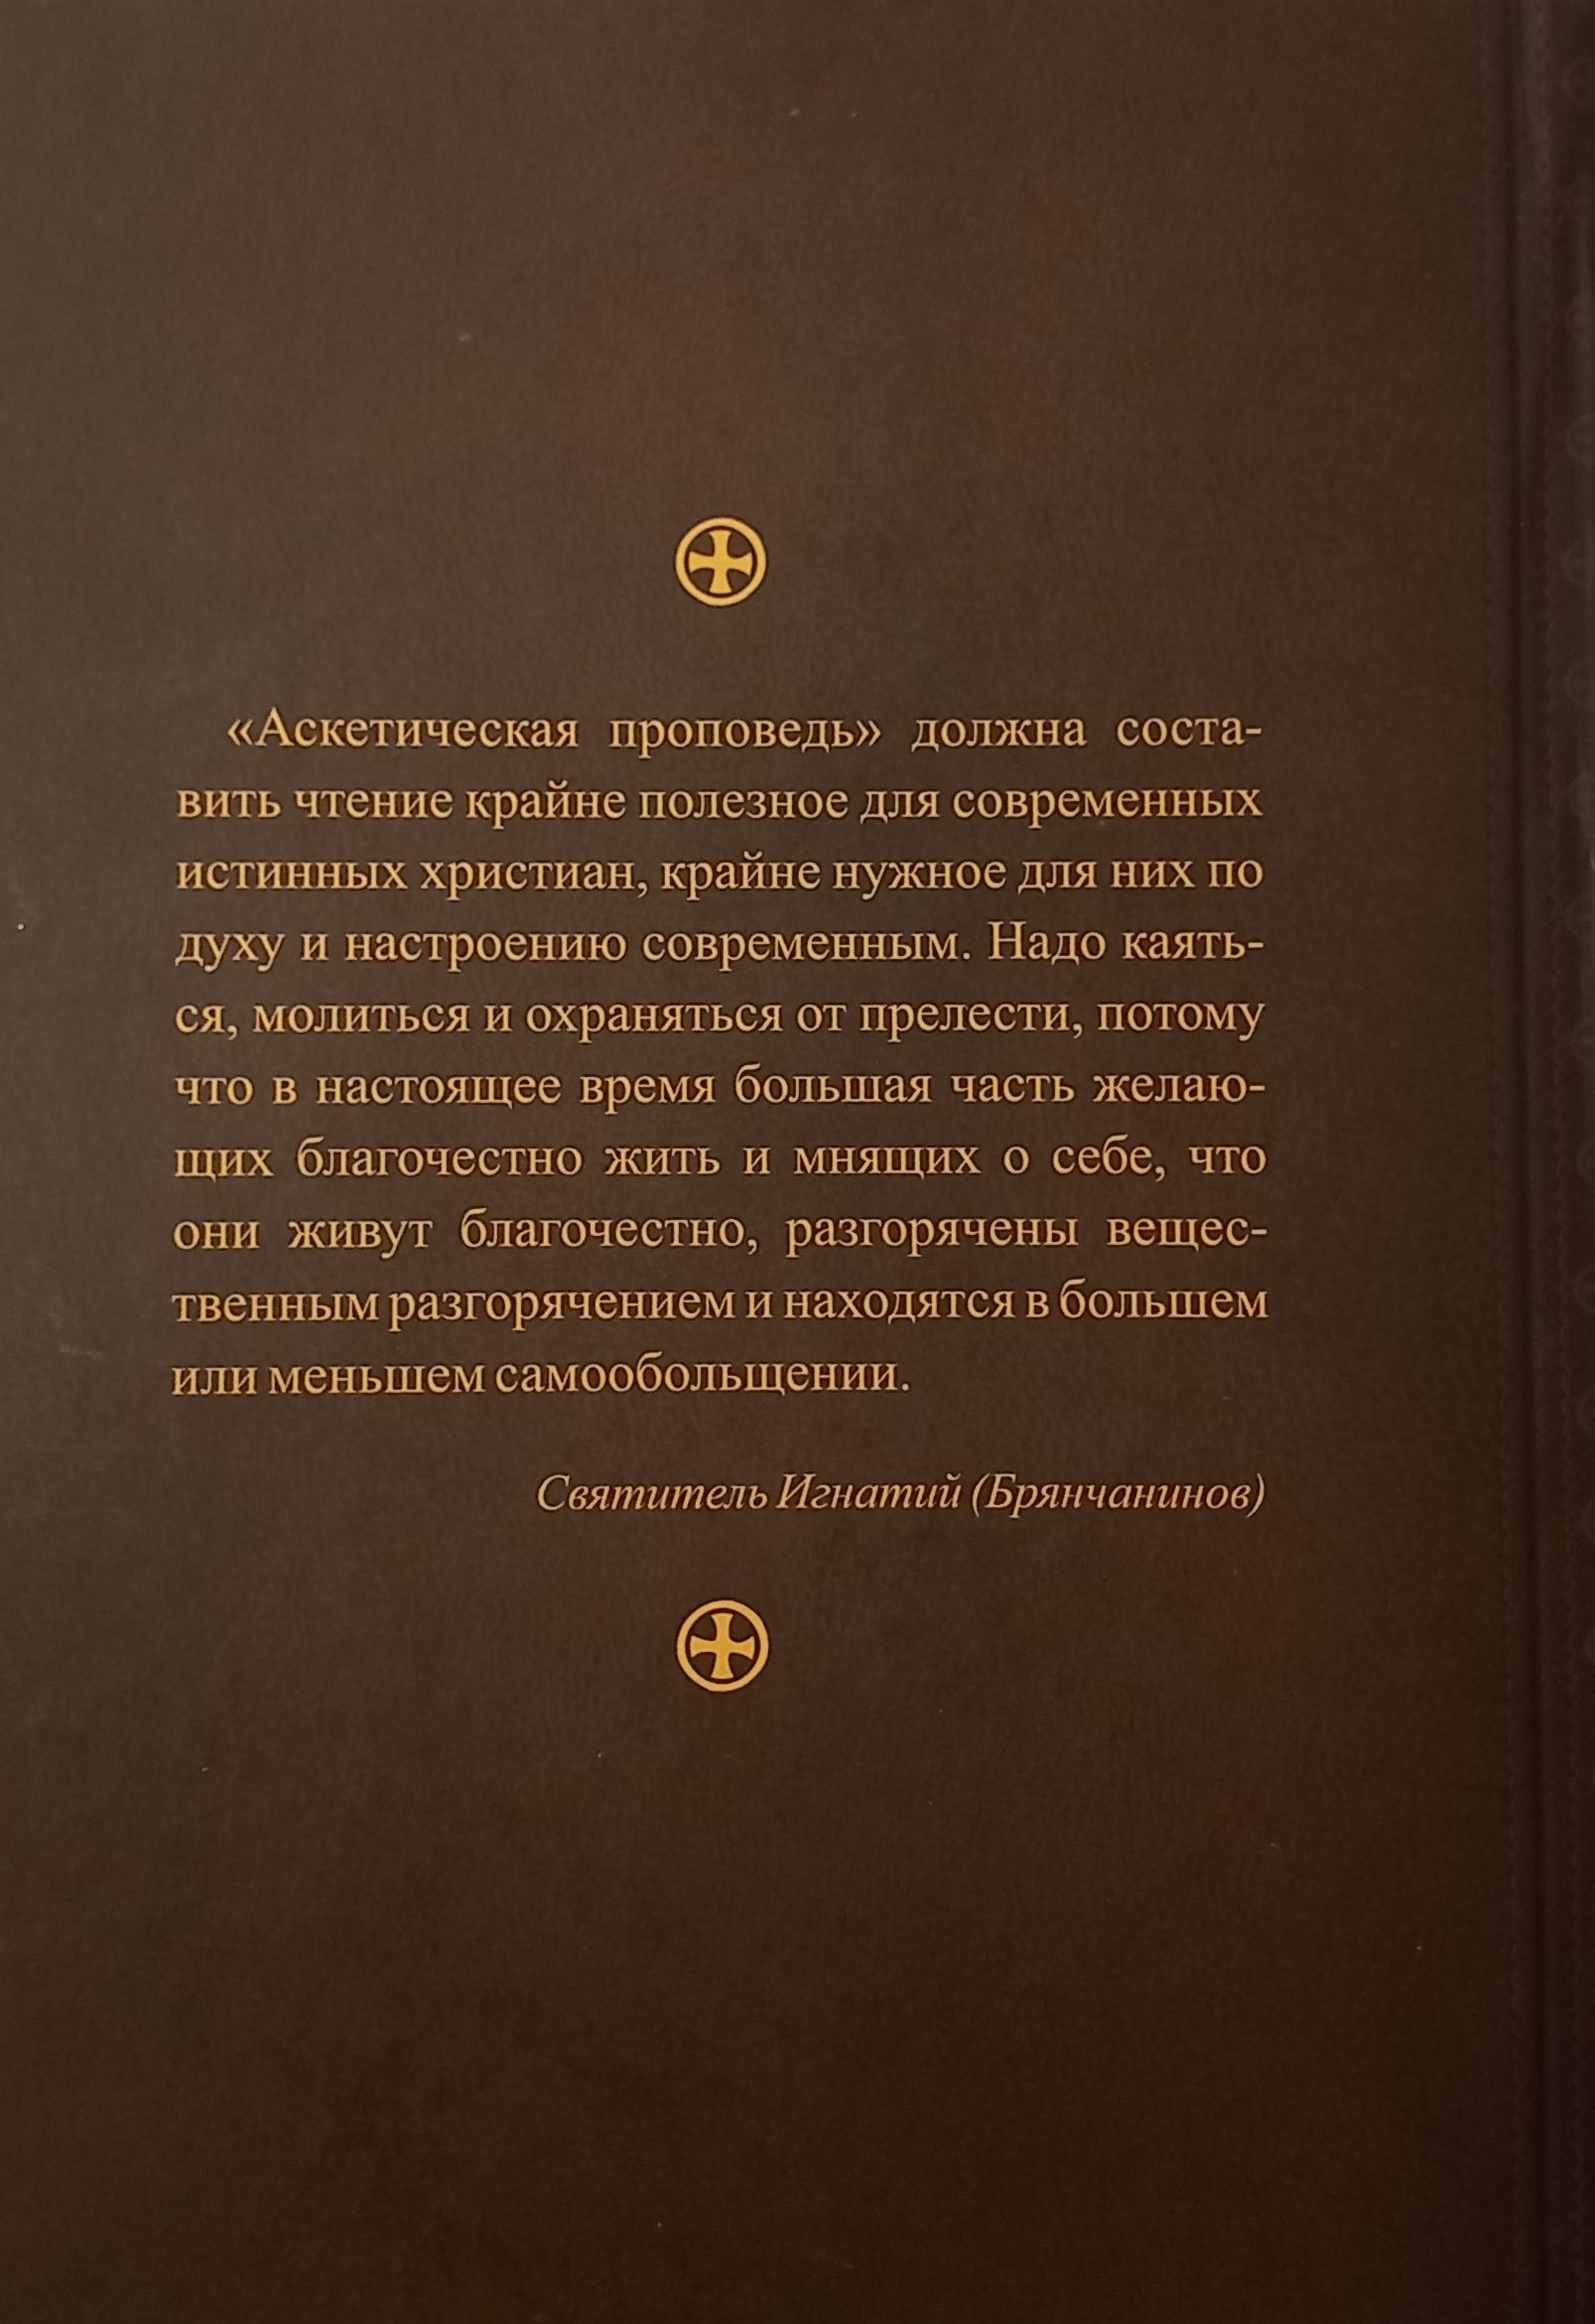 «Аскетическая проповедь» должна соста-
вить чтение крайне полезное для современных
истинных христиан, крайне нужное для них по
духу и настроению современным. Надо каять-
ся, молиться и охраняться от прелести, потому
что в настоящее время большая часть желаю-
щих благочестно жить и мнящих о себе, что
они живут благочестно, разгорячены вещес-
твенным разгорячением и находятся в большем
или меньшем самообольщении.
Святитель Игнатий (Брянчанинов)